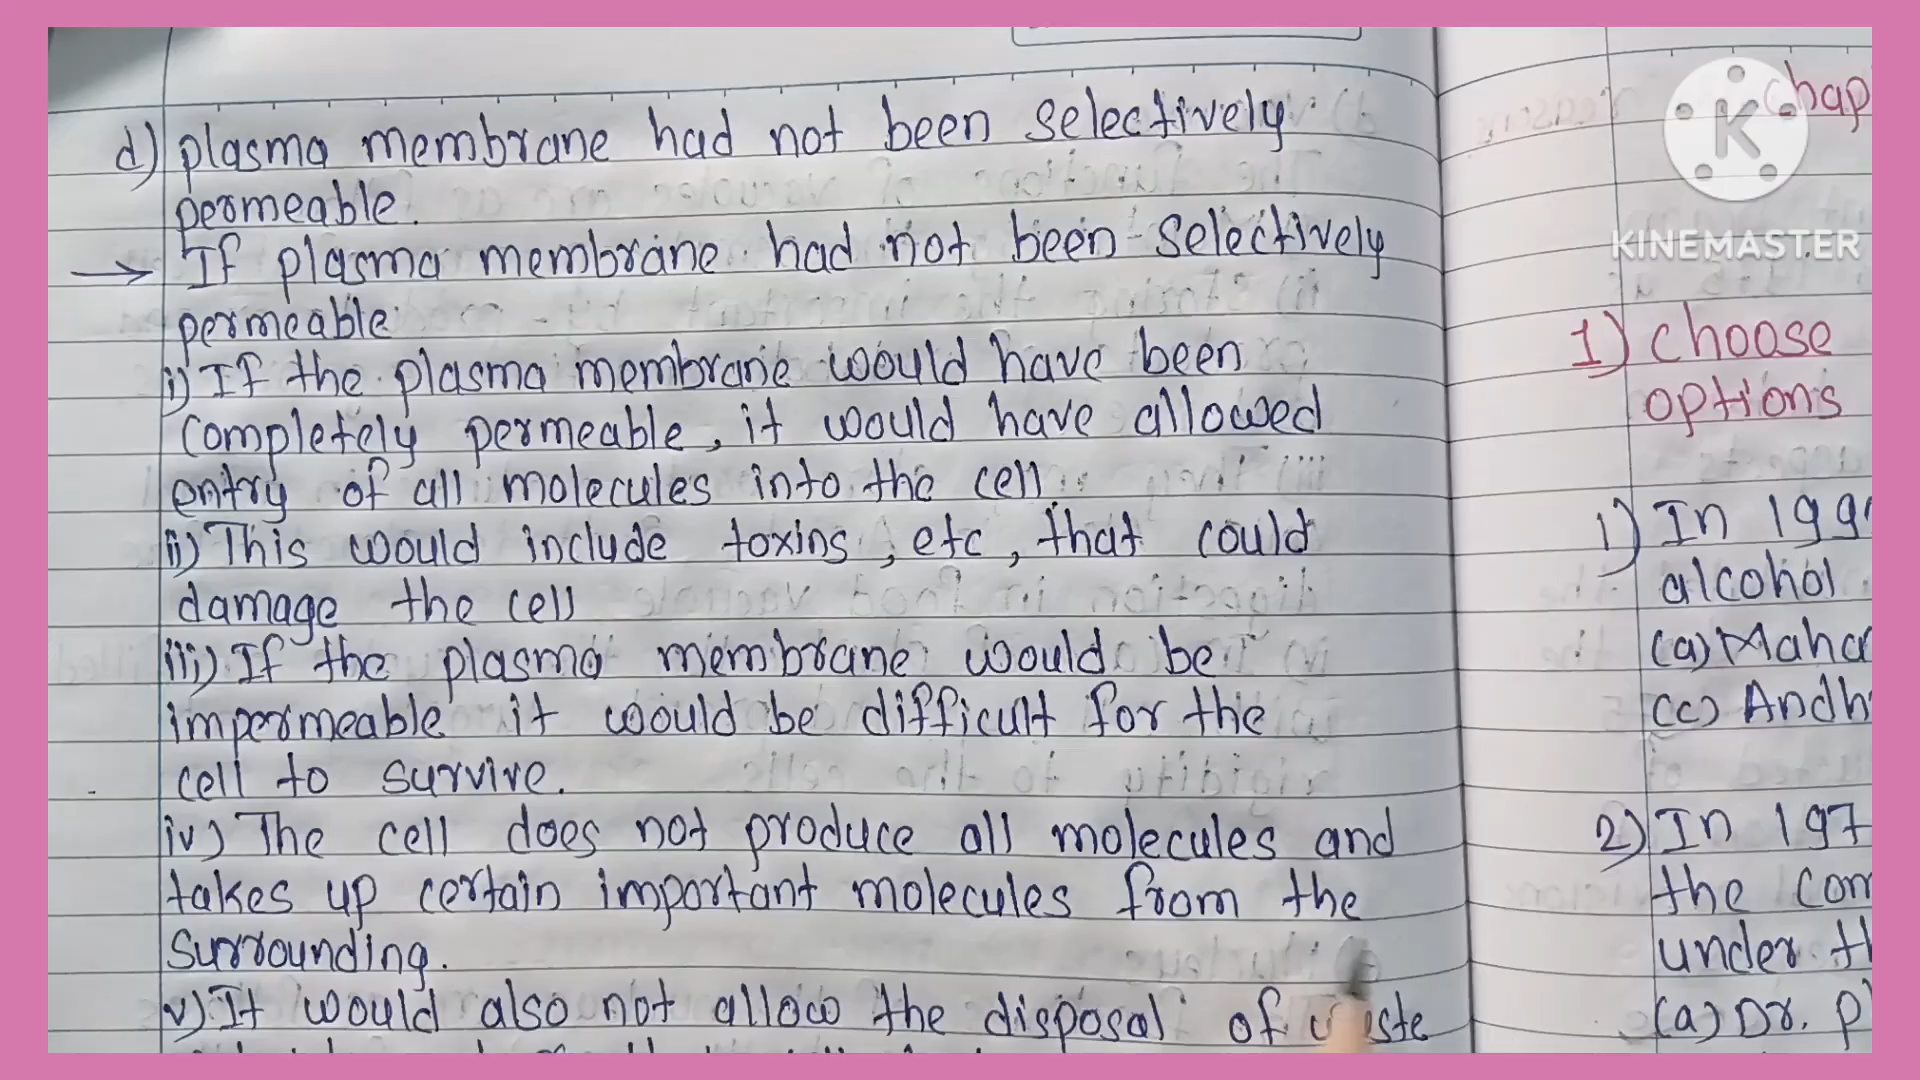 d) plasma membrane had not been selectively
permeable.
→ If plasma membrane had not been selectively
permeable
i) If the plasma membrane would have been
completely permeable, it would have allowed
entry of all molecules into the cell.
ii) This would include toxins, etc, that could
damage the cell
iii) If the plasma membrane would be
impermeable it would be difficult for the
cell to survive.
iv) The cell does not produce all molecules and
takes up certain important molecules from the
surrounding.
v) It would also not allow the disposal of
chap
KINEMASTER
1) choose
options
1) In 199
alcohol
(a) Mahar
(c) Andh
2) In 197
the com
under th
(a) Dr. P